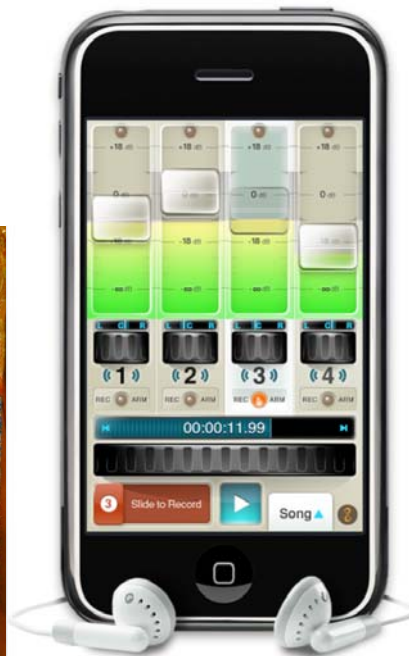 +18 dB +18 dB +18 dB +18 dB
0 dB 0 dB 0 dB 0 dB
-18 dB -18 dB -18 dB -18 dB
-∞ dB -∞ dB -∞ dB -∞ dB
L C R L C R L C R L C R
1 2 3 4
REC ARM REC ARM REC ARM REC ARM
00:00:11.99
3 Slide to Record Song